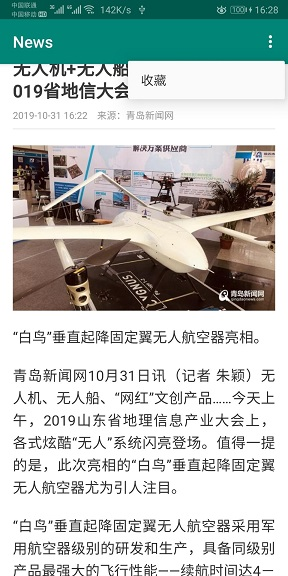 中国联通
中国移动 HD 3G 4G 142K/s 100% 16:28
News
收藏
无人机+无人船
019省地信大会
2019-10-31 16:22 来源：青岛新闻网
解决方案供应商
VENUS
青岛新闻网
qingdaonews.com
“白鸟”垂直起降固定翼无人航空器亮相。
青岛新闻网10月31日讯（记者 朱颖）无
人机、无人船、“网红”文创产品……今天上
午，2019山东省地理信息产业大会上，
各式炫酷“无人”系统闪亮登场。值得一提
的是，此次亮相的“白鸟”垂直起降固定翼
无人航空器尤为引人注目。
“白鸟”垂直起降固定翼无人航空器采用军
用航空器级别的研发和生产，具备同级别
产品最强大的飞行性能——续航时间达4－